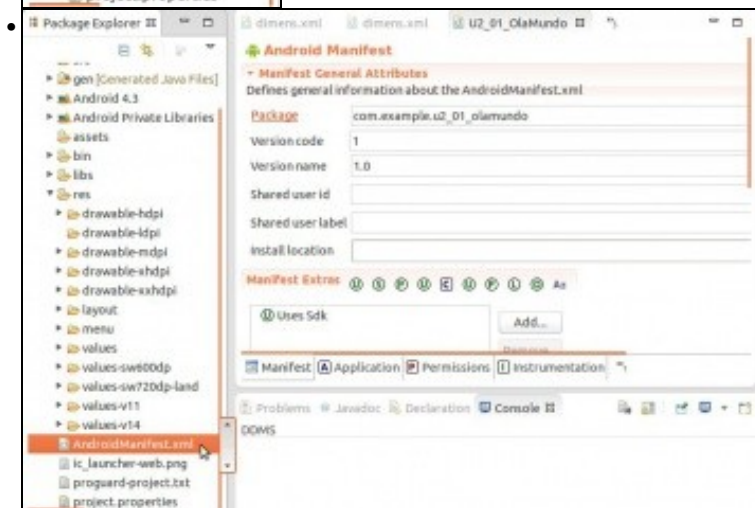 Package Explorer
gen [Generated Java Files]
Android 4.3
Android Private Libraries
assets
bin
libs
res
drawable-hdpi
drawable-ldpi
drawable-mdpi
drawable-xhdpi
drawable-xxhdpi
layout
menu
values
values-sw600dp
values-sw720dp-land
values-v11
values-v14
AndroidManifest.xml
ic_launcher-web.png
proguard-project.txt
project.properties
dimens.xml dimens.xml U2_01_OlaMundo
Android Manifest
Manifest General Attributes
Defines general information about the AndroidManifest.xml
Package com.example.u2_01_olamundo
Version code 1
Version name 1.0
Shared user id
Shared user label
Install location
Manifest Extras U S P U C U P L O Az
U Uses Sdk
Add...
Manifest A Application P Permissions I Instrumentation
Problems Javadoc Declaration Console
DDMS